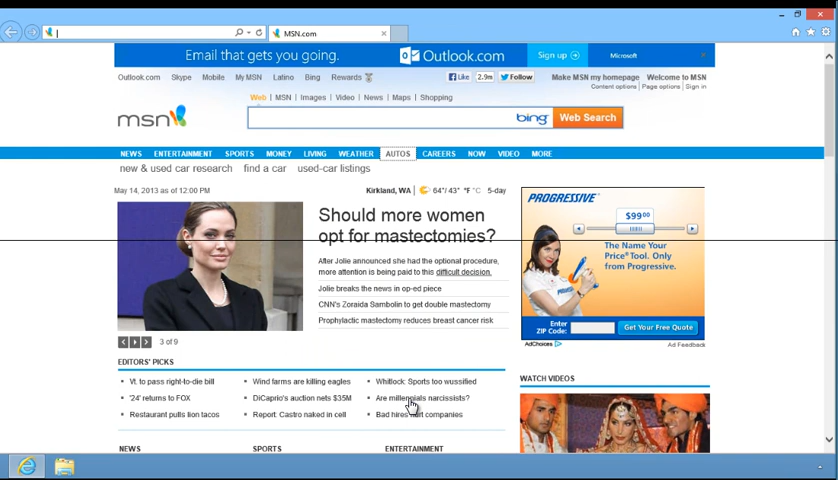 MSN.com
Email that gets you going.
Outlook.com
Sign up
Microsoft
Outlook.com Skype Mobile My MSN Latino Bing Rewards
Like 2.9m Follow
Make MSN my homepage Welcome to MSN
Content options Page options Sign in
Web MSN Images Video News Maps Shopping
msn
bing Web Search
NEWS ENTERTAINMENT SPORTS MONEY LIVING WEATHER AUTOS CAREERS NOW VIDEO MORE
new & used car research find a car used-car listings
May 14, 2013 as of 12:00 PM
Kirkland, WA 64°/ 43° °F °C 5-day
Should more women
opt for mastectomies?
After Jolie announced she had the optional procedure,
more attention is being paid to this difficult decision.
Jolie breaks the news in op-ed piece
CNN's Zoraida Sambolin to get double mastectomy
Prophylactic mastectomy reduces breast cancer risk
3 of 9
PROGRESSIVE
$99.00
The Name Your
Price® Tool. Only
from Progressive.
Enter
ZIP Code:
Get Your Free Quote
AdChoices
Ad Feedback
EDITORS' PICKS
Vt. to pass right-to-die bill
'24' returns to FOX
Restaurant pulls lion tacos
Wind farms are killing eagles
DiCaprio's auction nets $35M
Report: Castro naked in cell
Whitlock: Sports too wussified
Are millennials narcissists?
Bad hires hurt companies
WATCH VIDEOS
NEWS SPORTS ENTERTAINMENT